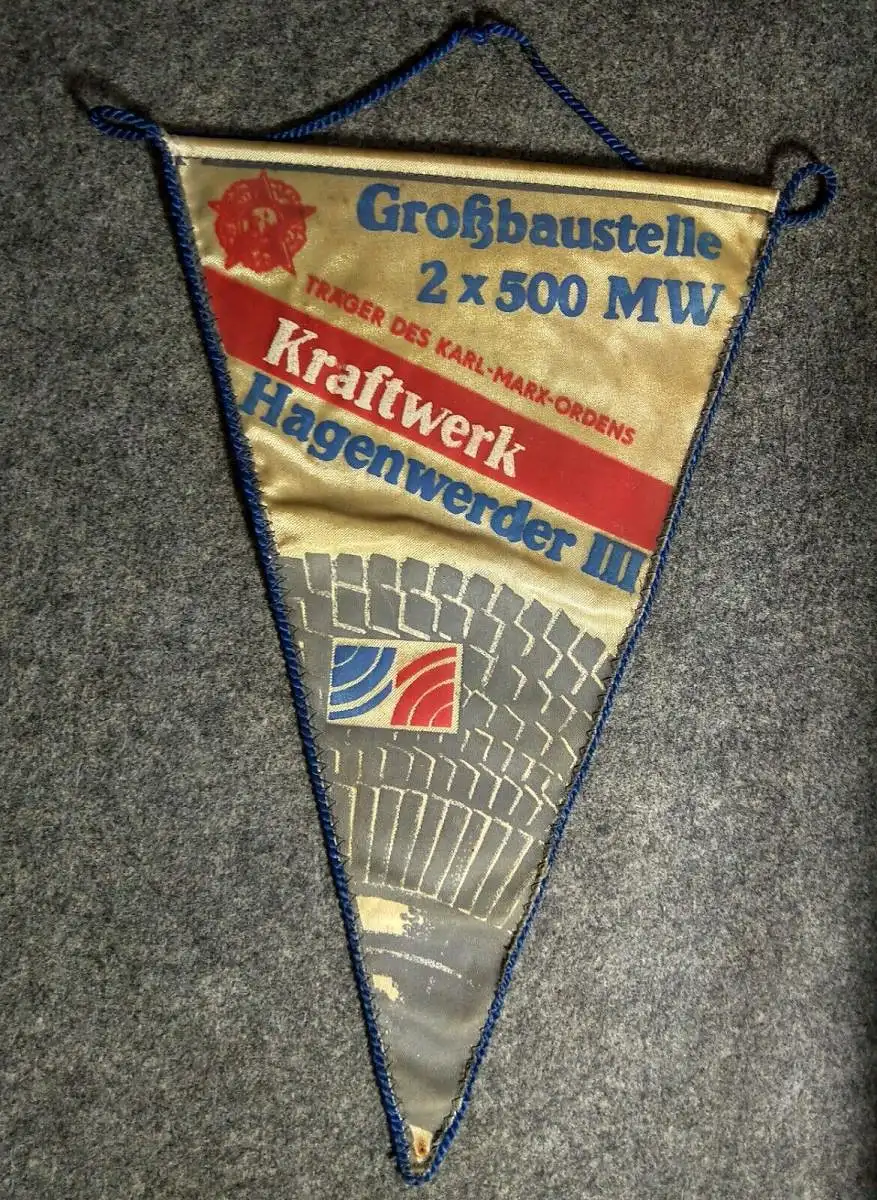 Großbaustelle
2 x 500 MW
TRÄGER DES KARL-MARX-ORDENS
Kraftwerk
Hagenwerder III